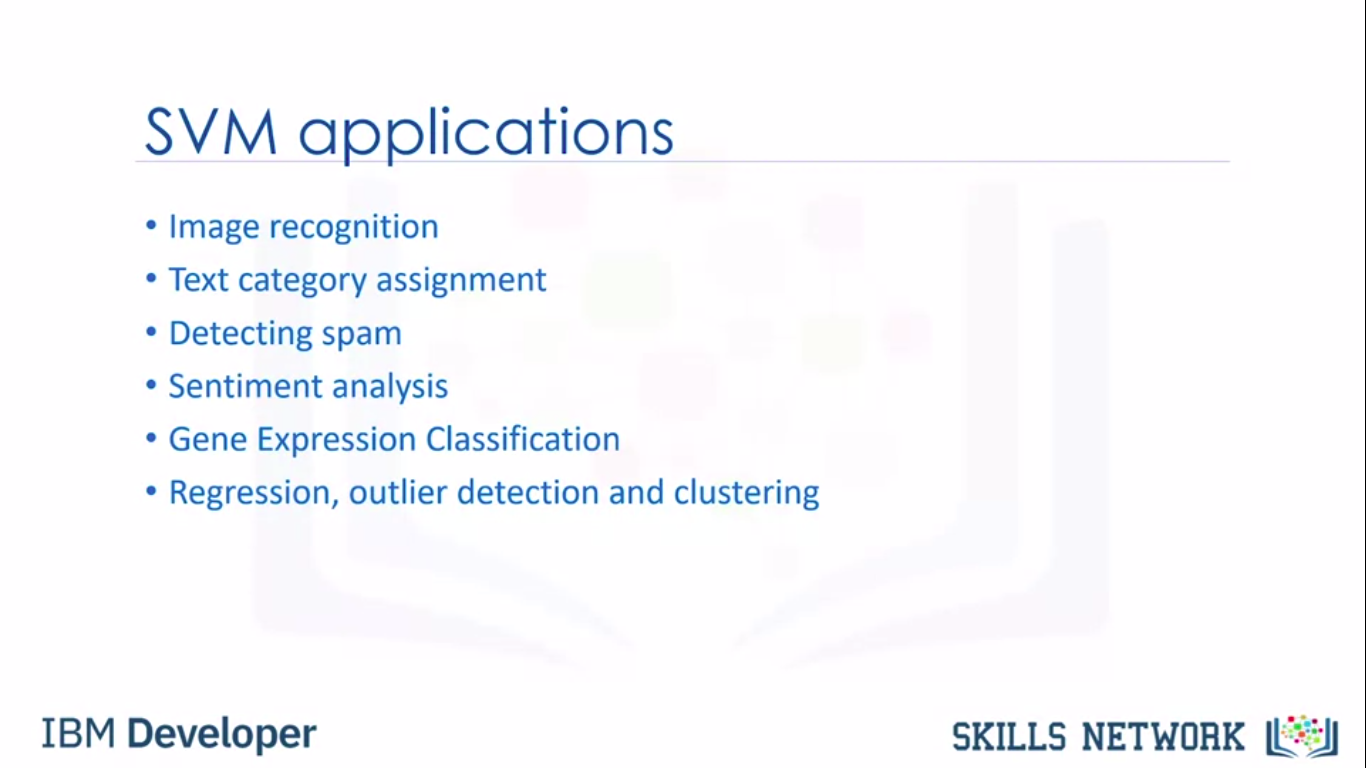 SVM applications
• Image recognition
• Text category assignment
• Detecting spam
• Sentiment analysis
• Gene Expression Classification
• Regression, outlier detection and clustering
IBM Developer
SKILLS NETWORK